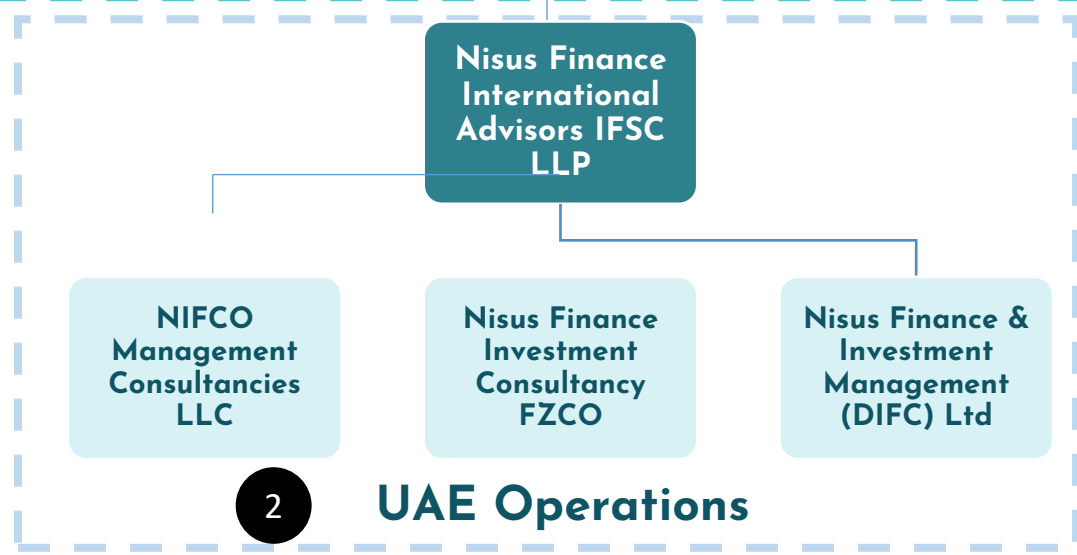 Nisus Finance
International
Advisors IFSC
LLP
NIFCO
Management
Consultancies
LLC
Nisus Finance
Investment
Consultancy
FZCO
Nisus Finance &
Investment
Management
(DIFC) Ltd
2
UAE Operations